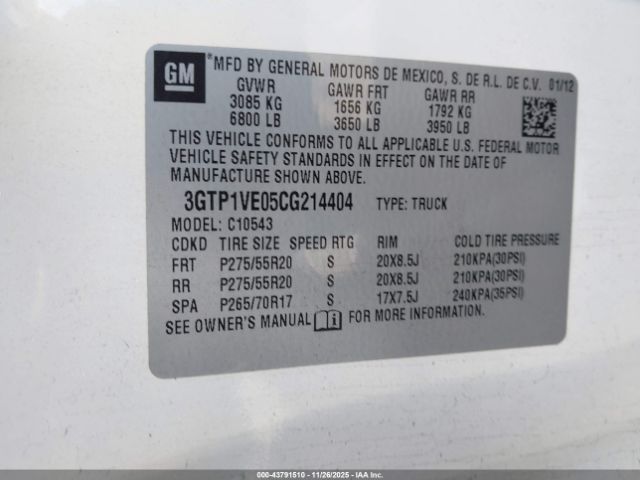 GM
*MFD BY GENERAL MOTORS DE MEXICO, S. DE R.L. DE C.V. 01/12
GVWR GAWR FRT GAWR RR
3085 KG 1656 KG 1792 KG
6800 LB 3650 LB 3950 LB
THIS VEHICLE CONFORMS TO ALL APPLICABLE U.S. FEDERAL MOTOR
VEHICLE SAFETY STANDARDS IN EFFECT ON THE DATE OF
MANUFACTURE SHOWN ABOVE.
3GTP1VE05CG214404 TYPE: TRUCK
MODEL: C10543
CDKD TIRE SIZE SPEED RTG RIM COLD TIRE PRESSURE
FRT P275/55R20 S 20X8.5J 210KPA(30PSI)
RR P275/55R20 S 20X8.5J 210KPA(30PSI)
SPA P265/70R17 S 17X7.5J 240KPA(35PSI)
SEE OWNER'S MANUAL FOR MORE INFORMATION.
000-43791510 - 11/26/2025 - COPYRIGHT IAA, LLC